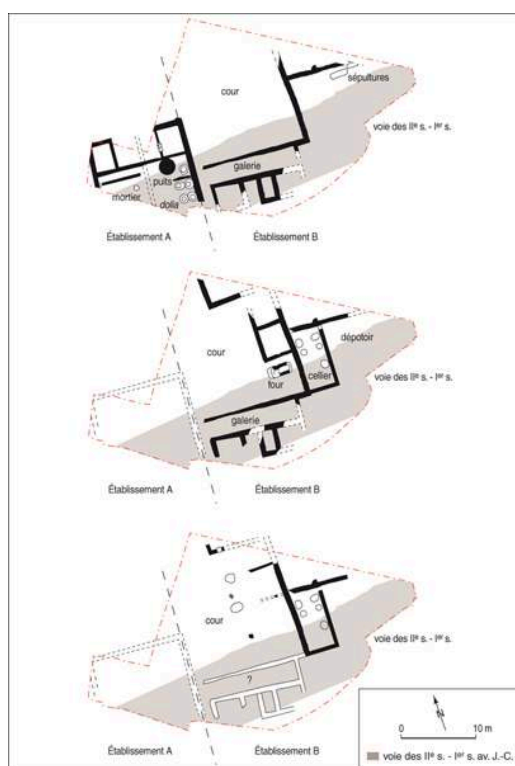 cour
sépultures
voie des IIe s. - Ier s.
galerie
puits
mortier
dolia
Établissement A
Établissement B
cour
dépotoir
four
cellier
voie des IIe s. - Ier s.
galerie
Établissement A
Établissement B
cour
voie des IIe s. - Ier s.
?
Établissement A
Établissement B
N
0
10 m
voie des IIe s. - Ier s. av. J.-C.